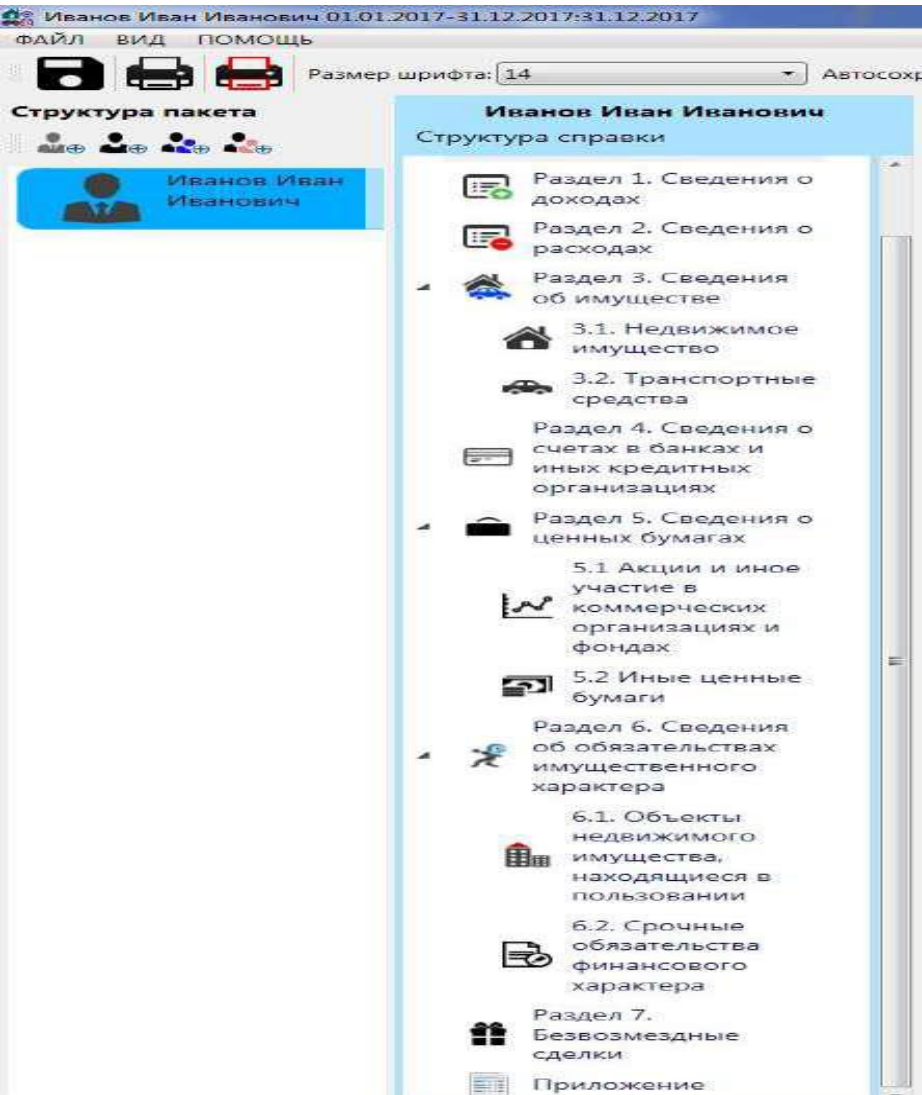 Иванов Иван Иванович 01.01.2017-31.12.2017:31.12.2017
ФАЙЛ ВИД ПОМОЩЬ
Размер шрифта: 14 Автосохр
Структура пакета
Иванов Иван
Иванович
Иванов Иван Иванович
Структура справки
Раздел 1. Сведения о
доходах
Раздел 2. Сведения о
расходах
Раздел 3. Сведения
об имуществе
3.1. Недвижимое
имущество
3.2. Транспортные
средства
Раздел 4. Сведения о
счетах в банках и
иных кредитных
организациях
Раздел 5. Сведения о
ценных бумагах
5.1 Акции и иное
участие в
коммерческих
организациях и
фондах
5.2 Иные ценные
бумаги
Раздел 6. Сведения
об обязательствах
имущественного
характера
6.1. Объекты
недвижимого
имущества,
находящиеся в
пользовании
6.2. Срочные
обязательства
финансового
характера
Раздел 7.
Безвозмездные
сделки
Приложение